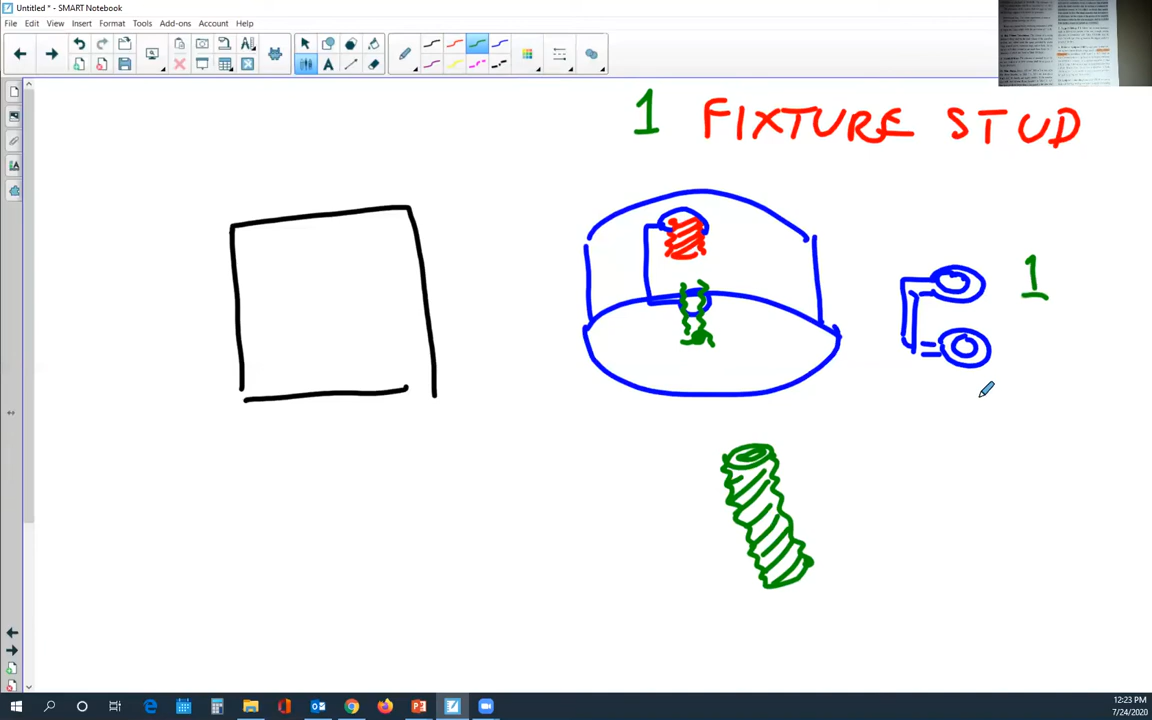 Untitled * - SMART Notebook
File Edit View Insert Format Tools Add-ons Account Help
1 FIXTURE STUD
1
12:23 PM
7/24/2020